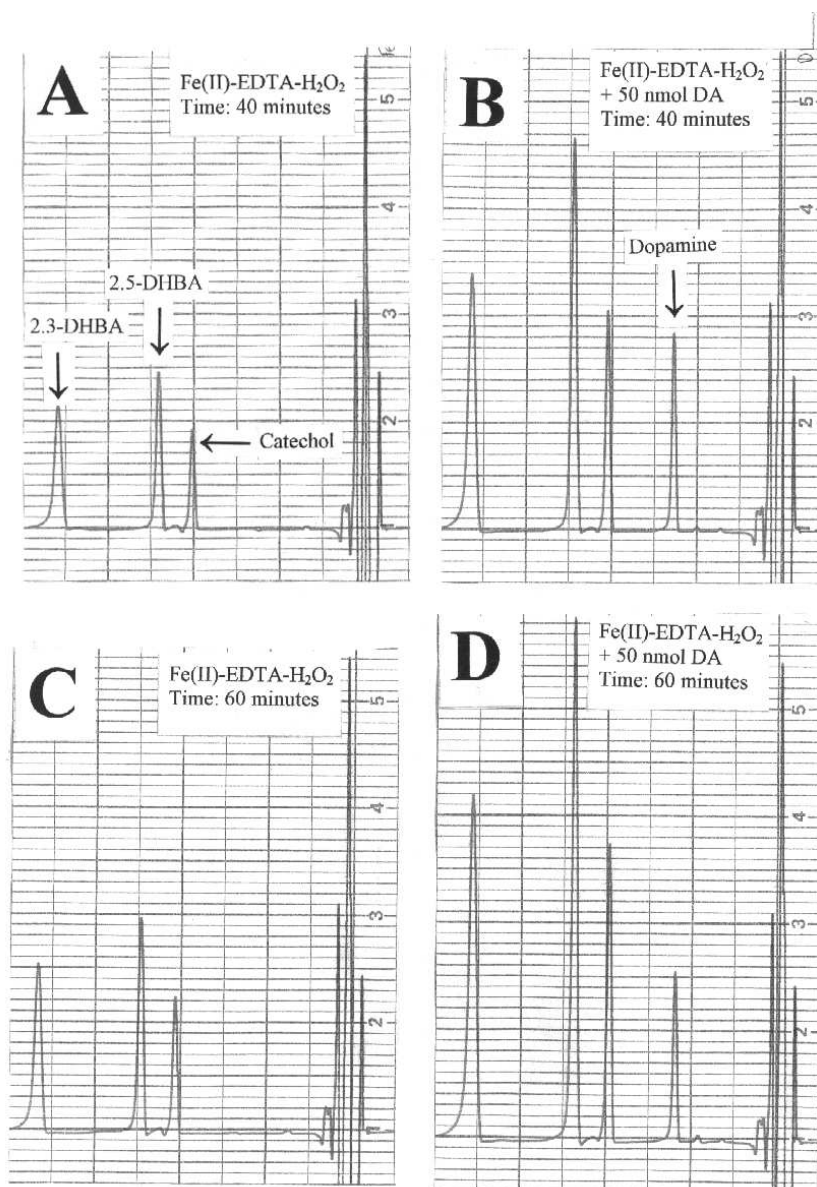 A
Fe(II)-EDTA-H₂O₂
Time: 40 minutes
5
4
2.5-DHBA
2.3-DHBA
3
Catechol
2
B
Fe(II)-EDTA-H₂O₂
+ 50 nmol DA
Time: 40 minutes
5
4
Dopamine
3
2
C
Fe(II)-EDTA-H₂O₂
Time: 60 minutes
5
4
3
2
D
Fe(II)-EDTA-H₂O₂
+ 50 nmol DA
Time: 60 minutes
5
4
3
2